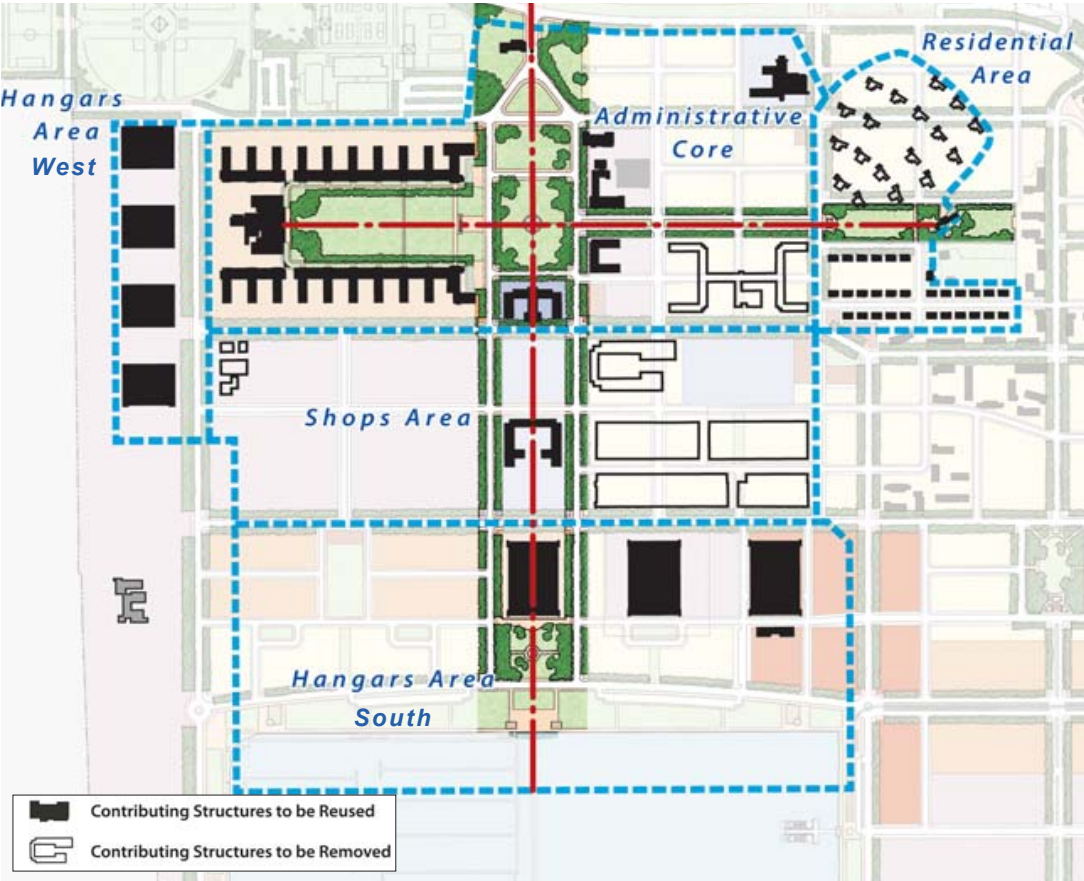 Residential
Area
Hangars
Area
West
Administrative
Core
Shops Area
Hangars Area
South
Contributing Structures to be Reused
Contributing Structures to be Removed